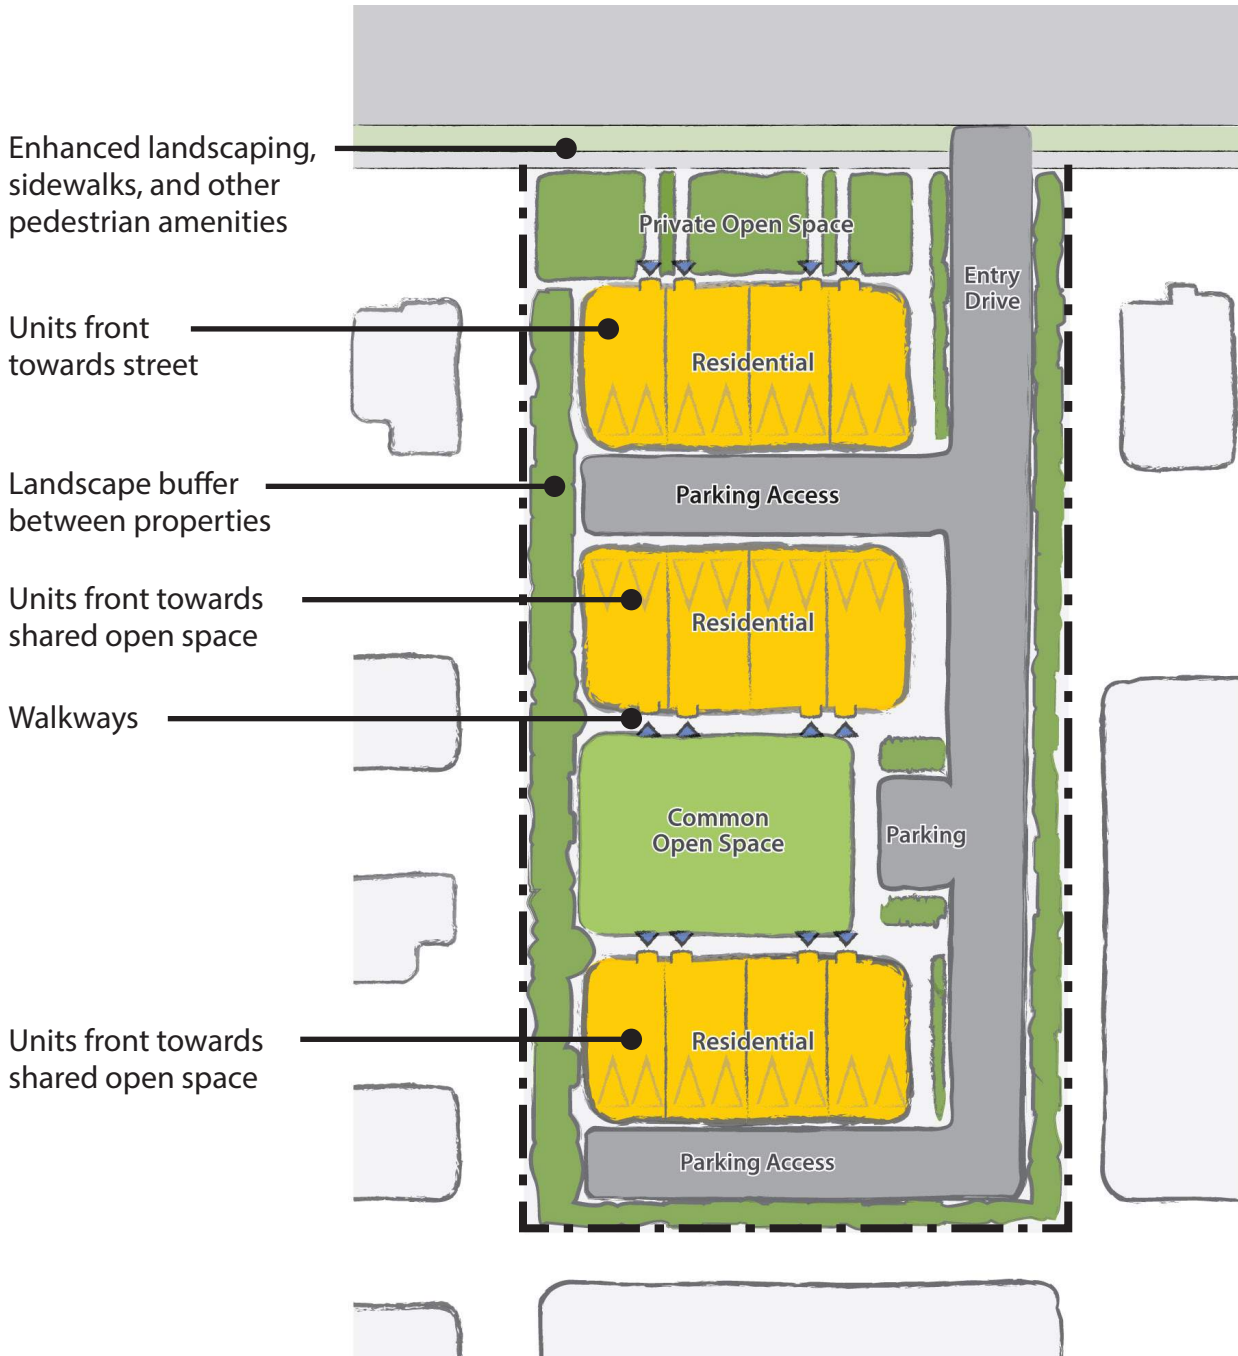 Enhanced landscaping,
sidewalks, and other
pedestrian amenities
Private Open Space
Entry
Drive
Units front
towards street
Residential
Landscape buffer
between properties
Parking Access
Units front towards
shared open space
Residential
Walkways
Common
Open Space
Parking
Units front towards
shared open space
Residential
Parking Access